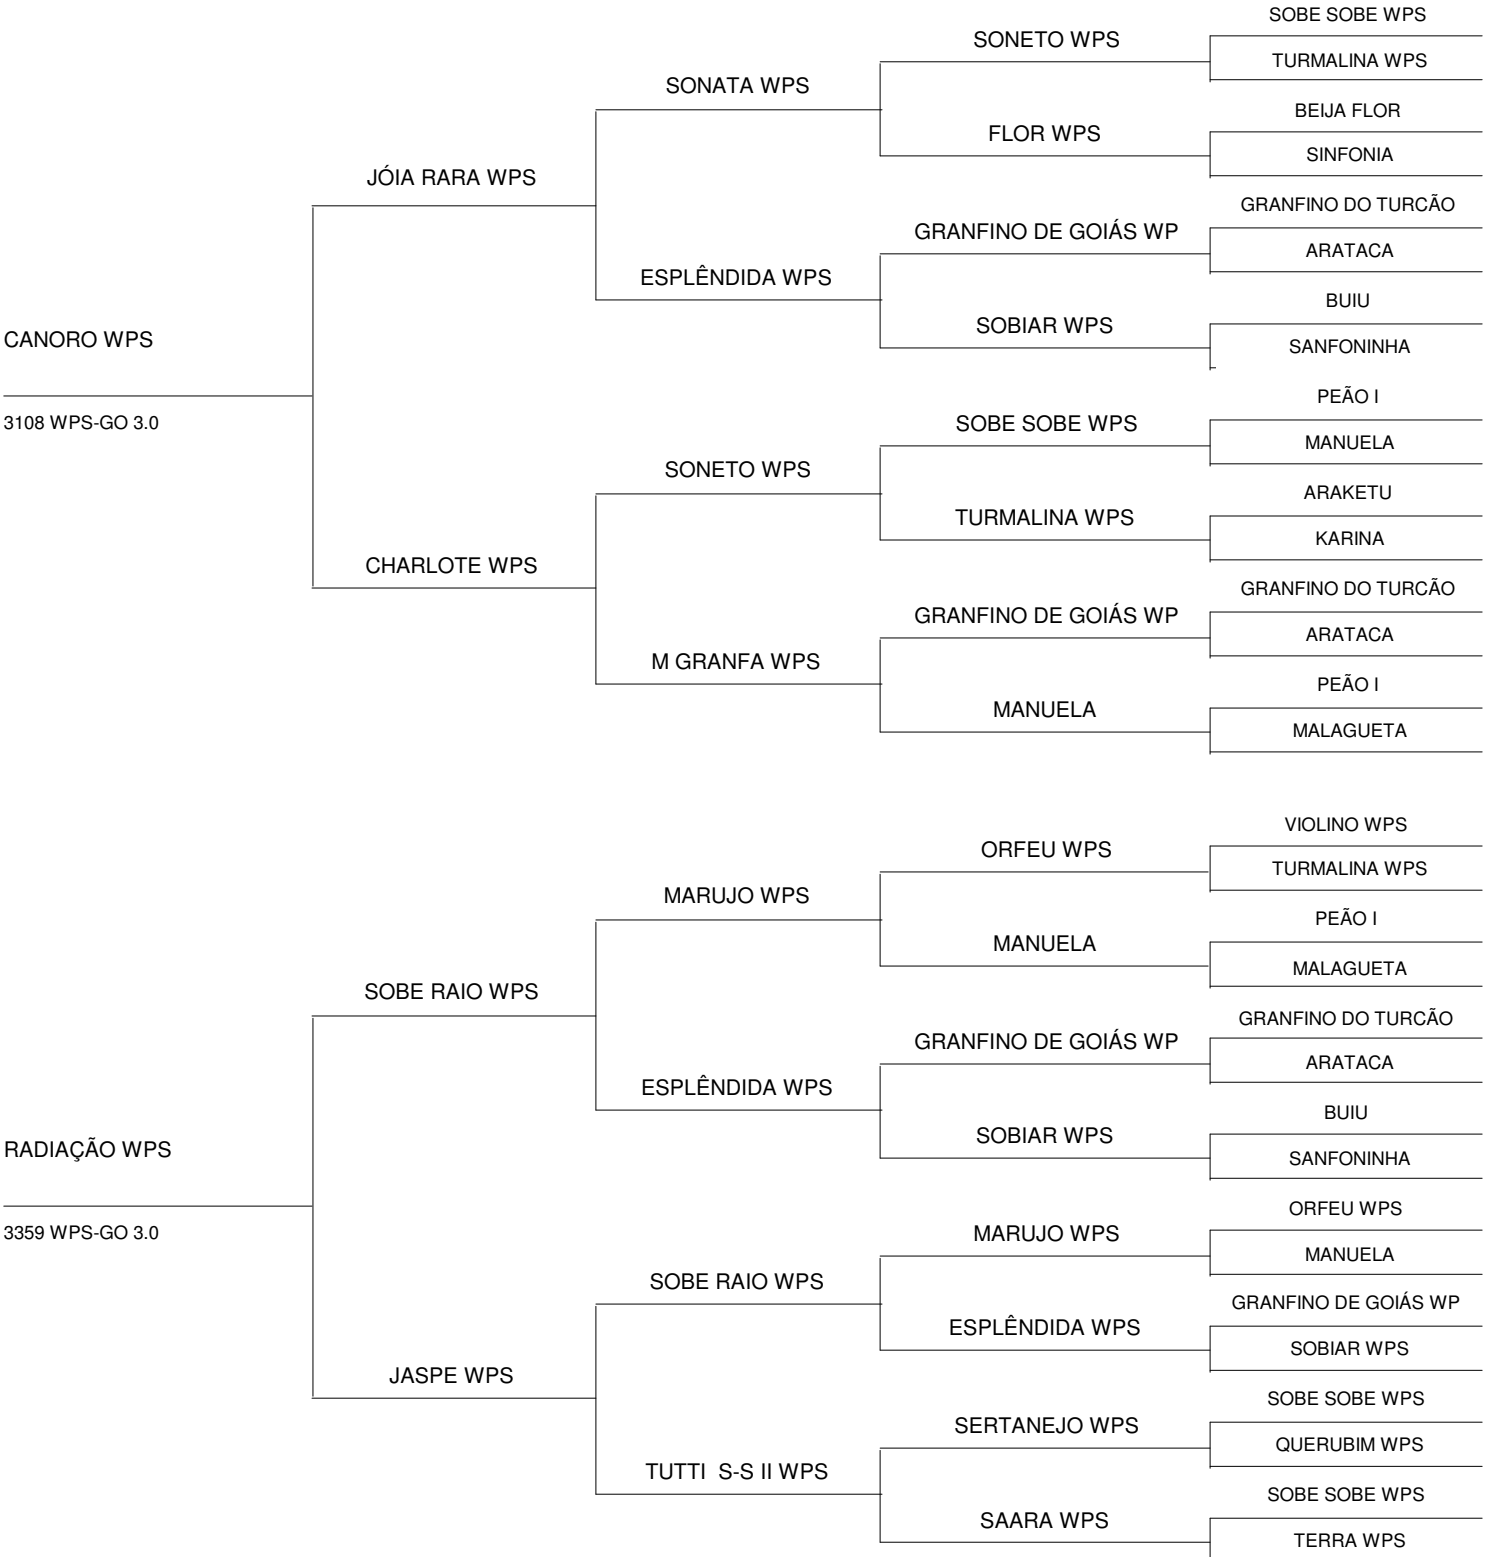 SOBE SOBE WPS
SONETO WPS
TURMALINA WPS
SONATA WPS
BEIJA FLOR
FLOR WPS
SINFONIA
JÓIA RARA WPS
GRANFINO DO TURCÃO
GRANFINO DE GOIÁS WP
ARATACA
ESPLÊNDIDA WPS
BUIU
SOBIAR WPS
SANFONINHA
CANORO WPS
PEÃO I
3108 WPS-GO 3.0
SOBE SOBE WPS
MANUELA
SONETO WPS
ARAKETU
TURMALINA WPS
KARINA
CHARLOTE WPS
GRANFINO DO TURCÃO
GRANFINO DE GOIÁS WP
ARATACA
M GRANFA WPS
PEÃO I
MANUELA
MALAGUETA
VIOLINO WPS
ORFEU WPS
TURMALINA WPS
MARUJO WPS
PEÃO I
MANUELA
MALAGUETA
SOBE RAIO WPS
GRANFINO DO TURCÃO
GRANFINO DE GOIÁS WP
ARATACA
ESPLÊNDIDA WPS
BUIU
SOBIAR WPS
SANFONINHA
RADIAÇÃO WPS
ORFEU WPS
3359 WPS-GO 3.0
MARUJO WPS
MANUELA
SOBE RAIO WPS
GRANFINO DE GOIÁS WP
ESPLÊNDIDA WPS
SOBIAR WPS
JASPE WPS
SOBE SOBE WPS
SERTANEJO WPS
QUERUBIM WPS
TUTTI S-S II WPS
SOBE SOBE WPS
SAARA WPS
TERRA WPS